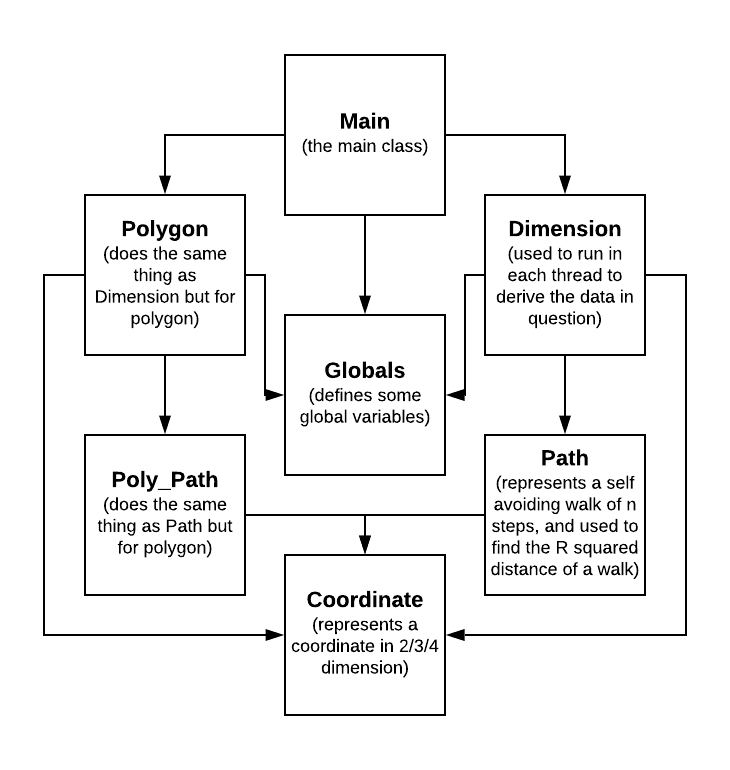 Main
(the main class)
Polygon
(does the same
thing as
Dimension but for
polygon)
Dimension
(used to run in
each thread to
derive the data in
question)
Globals
(defines some
global variables)
Poly_Path
(does the same
thing as Path but
for polygon)
Path
(represents a self
avoiding walk of n
steps, and used to
find the R squared
distance of a walk)
Coordinate
(represents a
coordinate in 2/3/4
dimension)